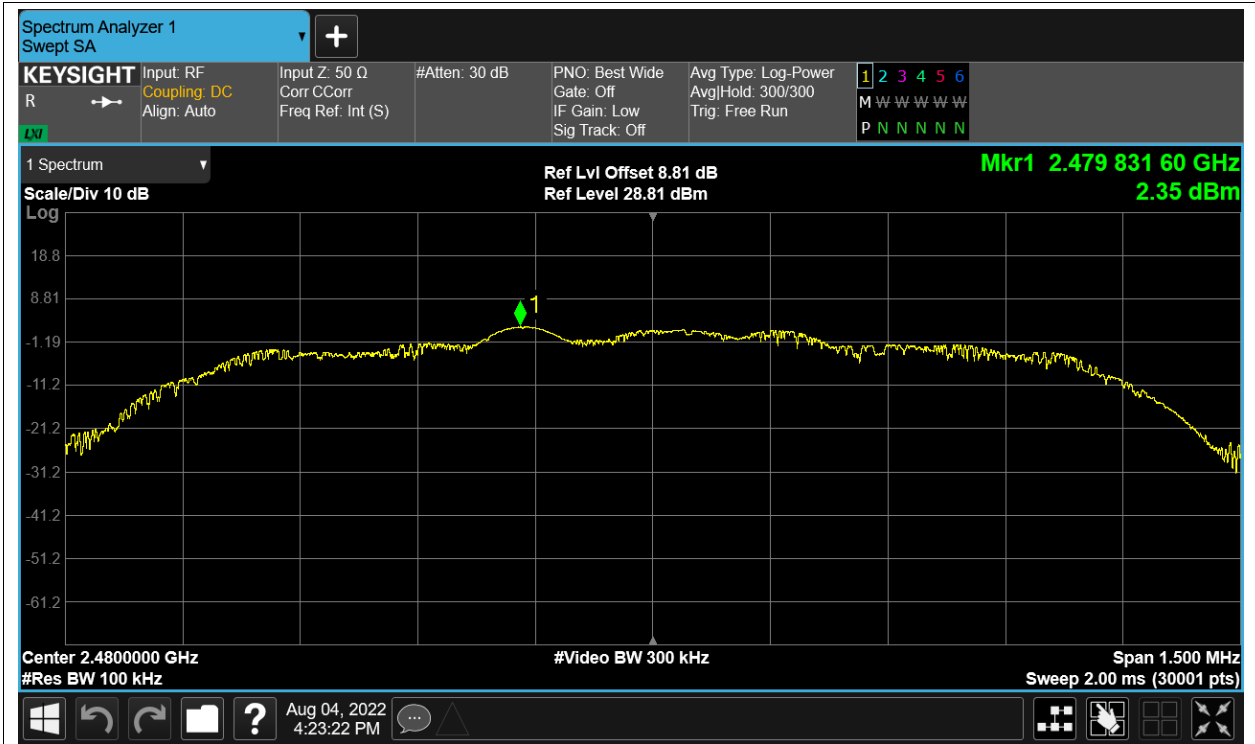 Spectrum Analyzer 1
Swept SA
KEYSIGHT
R
LXI
Input: RF
Coupling: DC
Align: Auto
Input Z: 50 Ω
Corr CCorr
Freq Ref: Int (S)
#Atten: 30 dB
PNO: Best Wide
Gate: Off
IF Gain: Low
Sig Track: Off
Avg Type: Log-Power
Avg|Hold: 300/300
Trig: Free Run
1 2 3 4 5 6
M W W W W W
P N N N N N
1 Spectrum
Scale/Div 10 dB
Log
Ref Lvl Offset 8.81 dB
Ref Level 28.81 dBm
Mkr1 2.479 831 60 GHz
2.35 dBm
18.8
8.81
1
-1.19
-11.2
-21.2
-31.2
-41.2
-51.2
-61.2
Center 2.4800000 GHz
#Video BW 300 kHz
Span 1.500 MHz
#Res BW 100 kHz
Sweep 2.00 ms (30001 pts)
?
Aug 04, 2022
4:23:22 PM